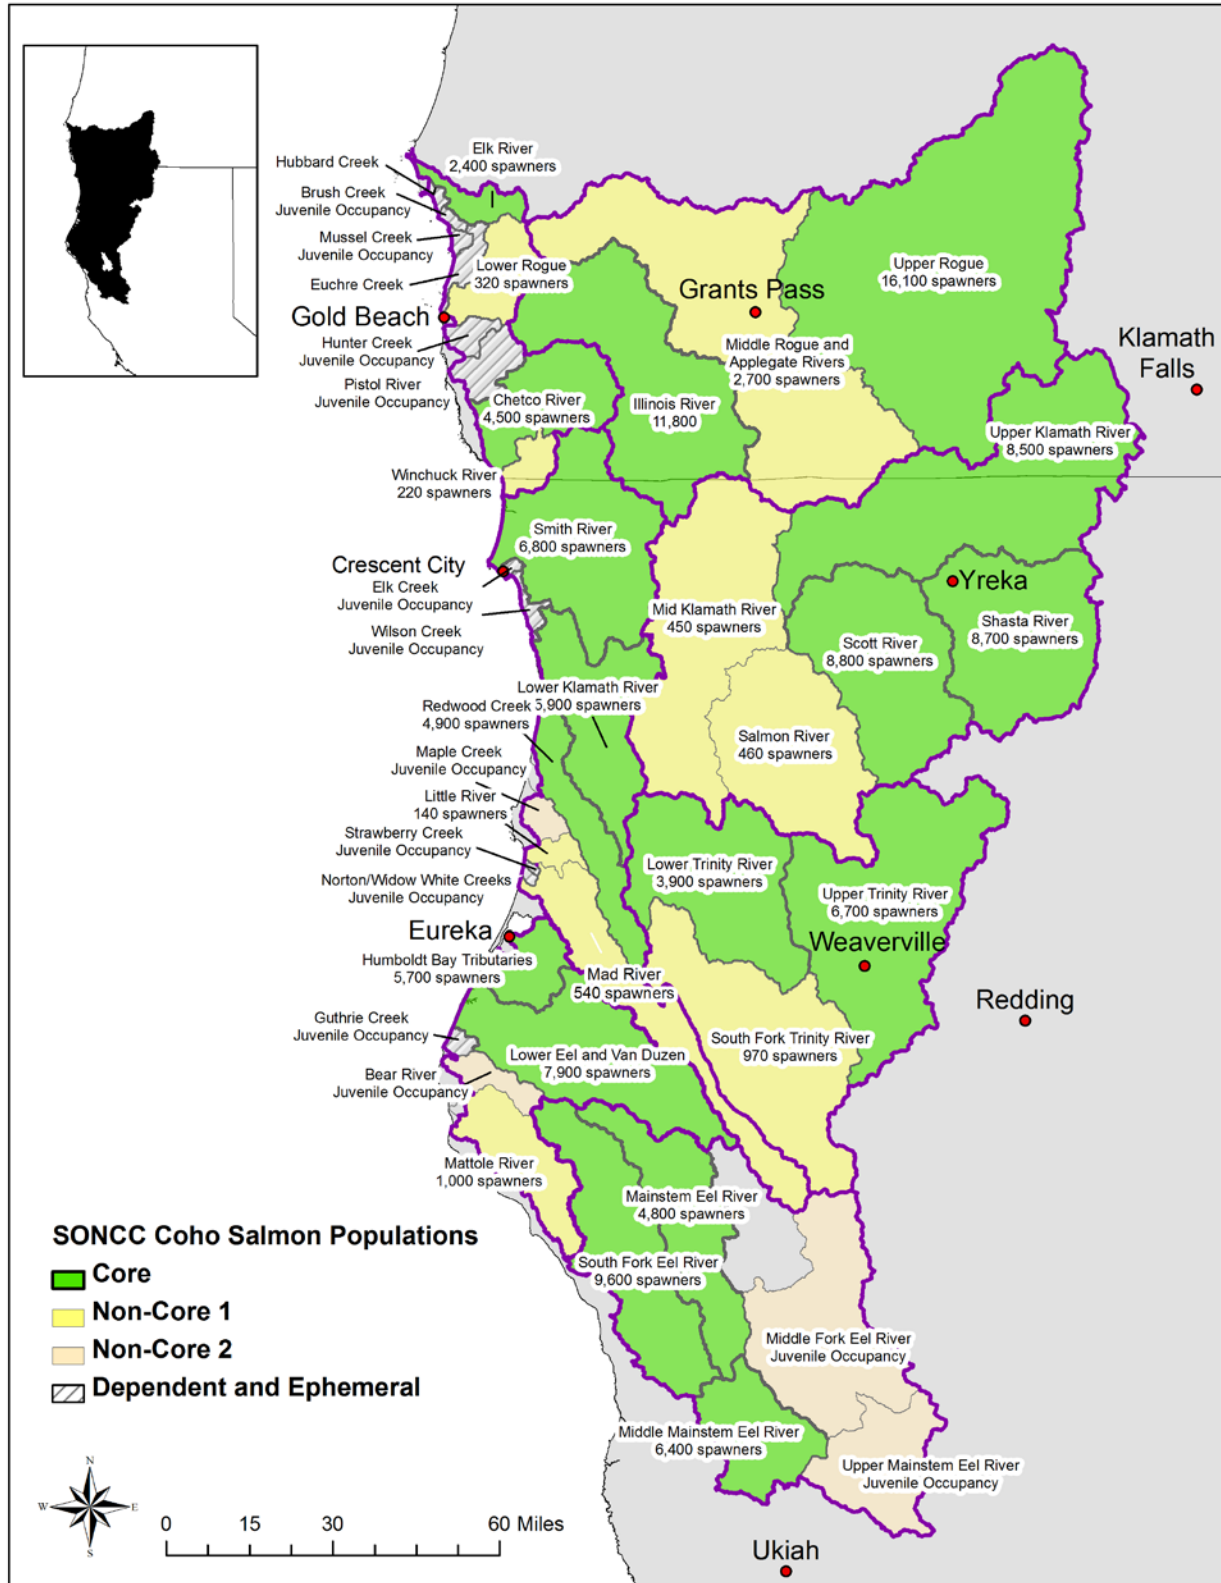 Hubbard Creek
Elk River
2,400 spawners
Brush Creek
Juvenile Occupancy
Mussel Creek
Juvenile Occupancy
Euchre Creek
Lower Rogue
320 spawners
Upper Rogue
16,100 spawners
Grants Pass
Gold Beach
Hunter Creek
Juvenile Occupancy
Middle Rogue and
Applegate Rivers
2,700 spawners
Klamath
Falls
Pistol River
Juvenile Occupancy
Chetco River
4,500 spawners
Illinois River
11,800
Upper Klamath River
8,500 spawners
Winchuck River
220 spawners
Smith River
6,800 spawners
Crescent City
Elk Creek
Juvenile Occupancy
Yreka
Wilson Creek
Juvenile Occupancy
Mid Klamath River
450 spawners
Scott River
8,800 spawners
Shasta River
8,700 spawners
Lower Klamath River
5,900 spawners
Redwood Creek
4,900 spawners
Salmon River
460 spawners
Maple Creek
Juvenile Occupancy
Little River
140 spawners
Strawberry Creek
Juvenile Occupancy
Norton/Widow White Creeks
Juvenile Occupancy
Lower Trinity River
3,900 spawners
Upper Trinity River
6,700 spawners
Eureka
Weaverville
Humboldt Bay Tributaries
5,700 spawners
Mad River
540 spawners
Redding
Guthrie Creek
Juvenile Occupancy
South Fork Trinity River
970 spawners
Lower Eel and Van Duzen
7,900 spawners
Bear River
Juvenile Occupancy
Mattole River
1,000 spawners
Mainstem Eel River
4,800 spawners
South Fork Eel River
9,600 spawners
Middle Fork Eel River
Juvenile Occupancy
Middle Mainstem Eel River
6,400 spawners
Upper Mainstem Eel River
Juvenile Occupancy
Ukiah
SONCC Coho Salmon Populations
Core
Non-Core 1
Non-Core 2
Dependent and Ephemeral
N
W E
S
0 15 30 60 Miles